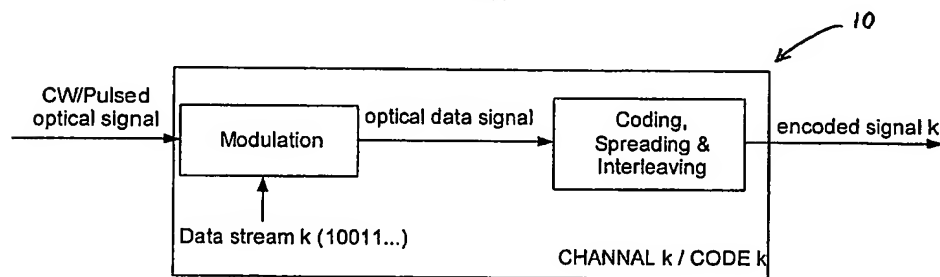 10
CW/Pulsed
optical signal
Modulation
optical data signal
Coding,
Spreading &
Interleaving
encoded signal k
Data stream k (10011...)
CHANNAL k / CODE k